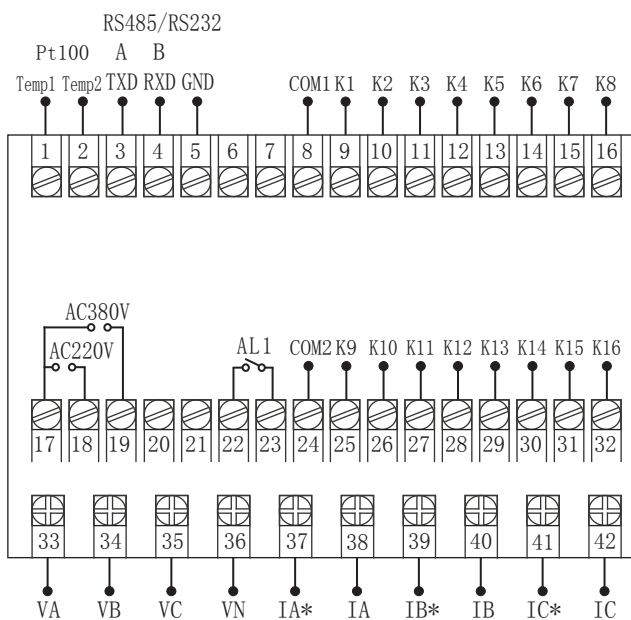 RS485/RS232
Pt100 A B
Temp1 Temp2 TXD RXD GND COM1 K1 K2 K3 K4 K5 K6 K7 K8
1 2 3 4 5 6 7 8 9 10 11 12 13 14 15 16
AC380V
AC220V AL1 COM2 K9 K10 K11 K12 K13 K14 K15 K16
17 18 19 20 21 22 23 24 25 26 27 28 29 30 31 32
33 34 35 36 37 38 39 40 41 42
VA VB VC VN IA* IA IB* IB IC* IC